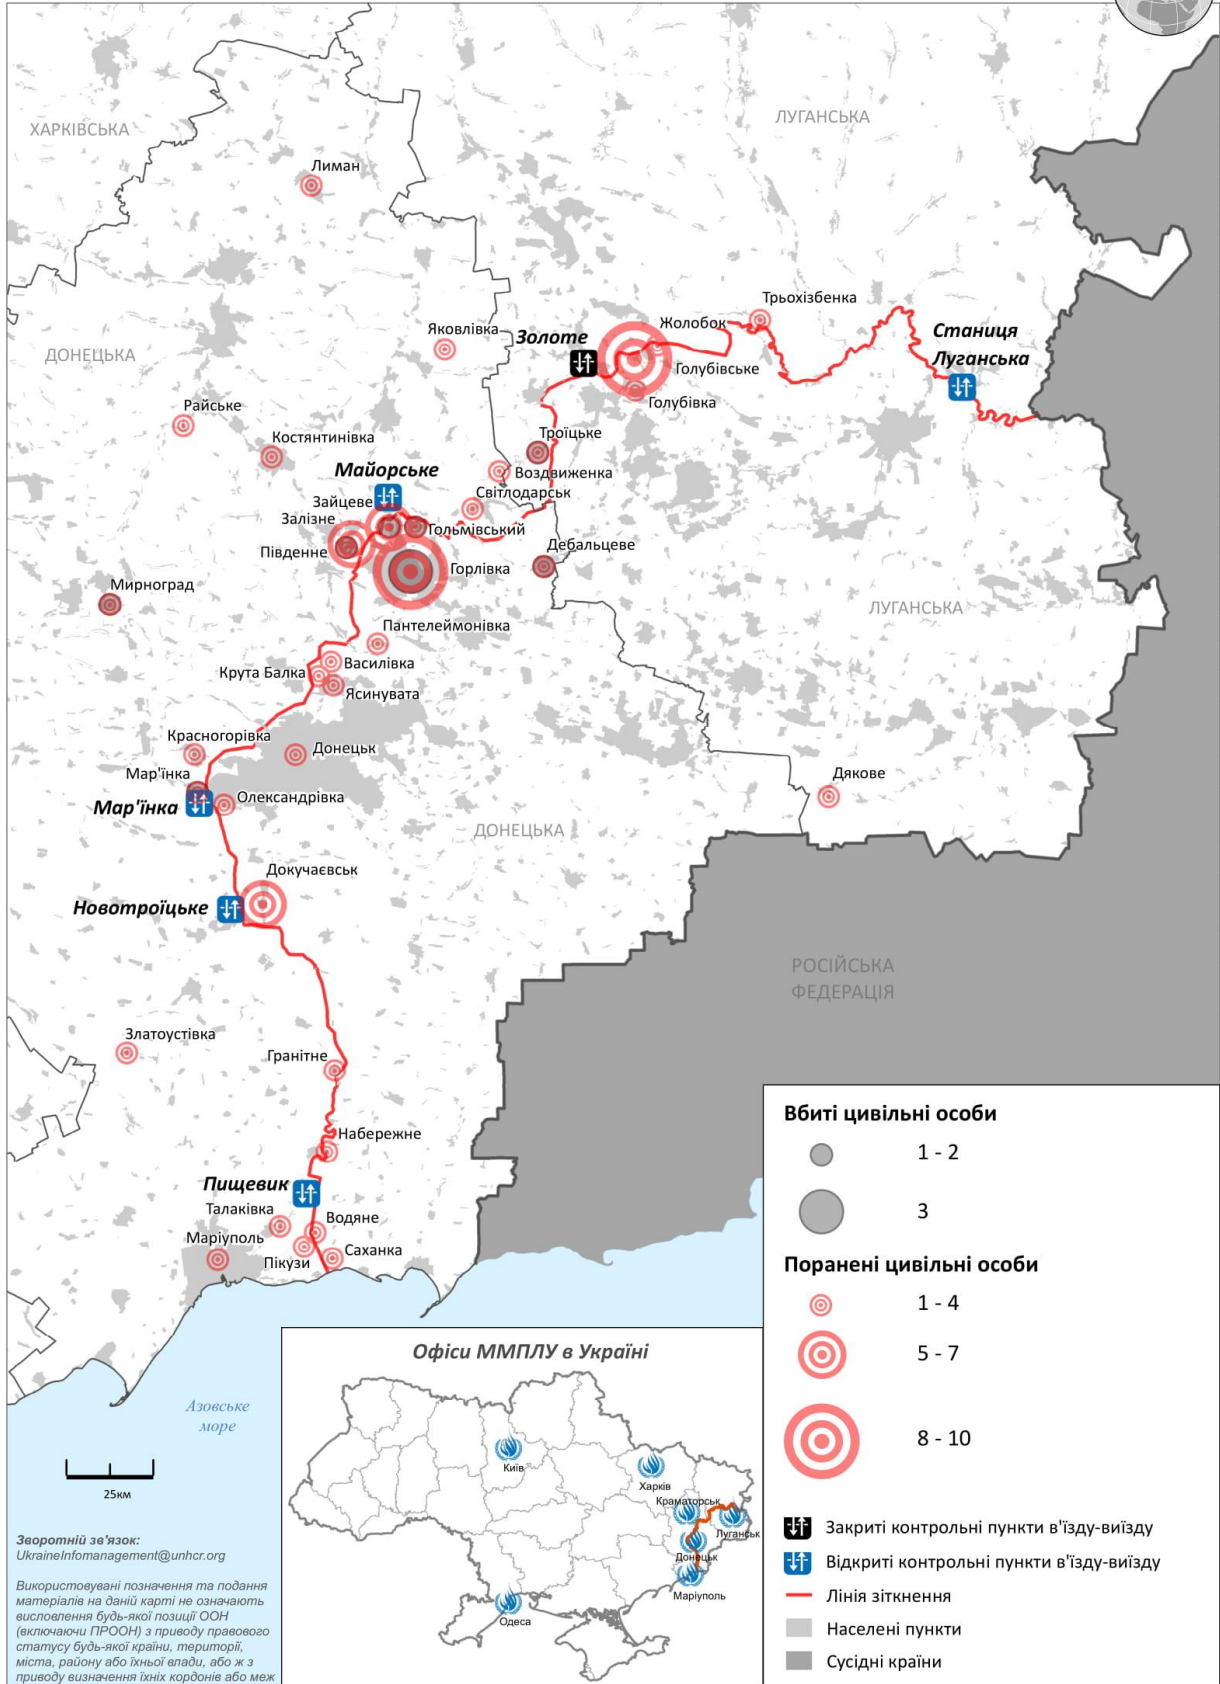 ХАРКІВСЬКА
ЛУГАНСЬКА
Лиман
Трьохізбенка
Жолобок
Яковлівка
Золоте
Станиця
Луганська
ДОНЕЦЬКА
Голубівське
Голубівка
Райське
Костянтинівка
Троїцьке
Майорське
Воздвиженка
Зайцеве
Світлодарськ
Залізне
Гольмівський
Південне
Дебальцеве
Горлівка
Мирноград
ЛУГАНСЬКА
Пантелеймонівка
Василівка
Крута Балка
Ясинувата
Красногорівка
Донецьк
Мар'їнка
Дякове
Олександрівка
Мар'їнка
ДОНЕЦЬКА
Докучаєвськ
Новотроїцьке
РОСІЙСЬКА
ФЕДЕРАЦІЯ
Златоустівка
Гранітне
Набережне
Пищевик
Талаківка
Водяне
Маріуполь
Саханка
Пікузи
Азовське
море
25км
Зворотній зв'язок:
UkraineInfomanagement@unhcr.org
Використовувані позначення та подання
матеріалів на даній карті не означають
висловлення будь-якої позиції ООН
(включаючи ПРООН) з приводу правового
статусу будь-якої країни, території,
міста, району або їхньої влади, або ж з
приводу визначення їхніх кордонів або меж
Офіси ММПЛУ в Україні
Київ
Харків
Краматорськ
Луганськ
Донецьк
Маріуполь
Одеса
Вбиті цивільні особи
1 - 2
3
Поранені цивільні особи
1 - 4
5 - 7
8 - 10
Закриті контрольні пункти в'їзду-виїзду
Відкриті контрольні пункти в'їзду-виїзду
Лінія зіткнення
Населені пункти
Сусідні країни